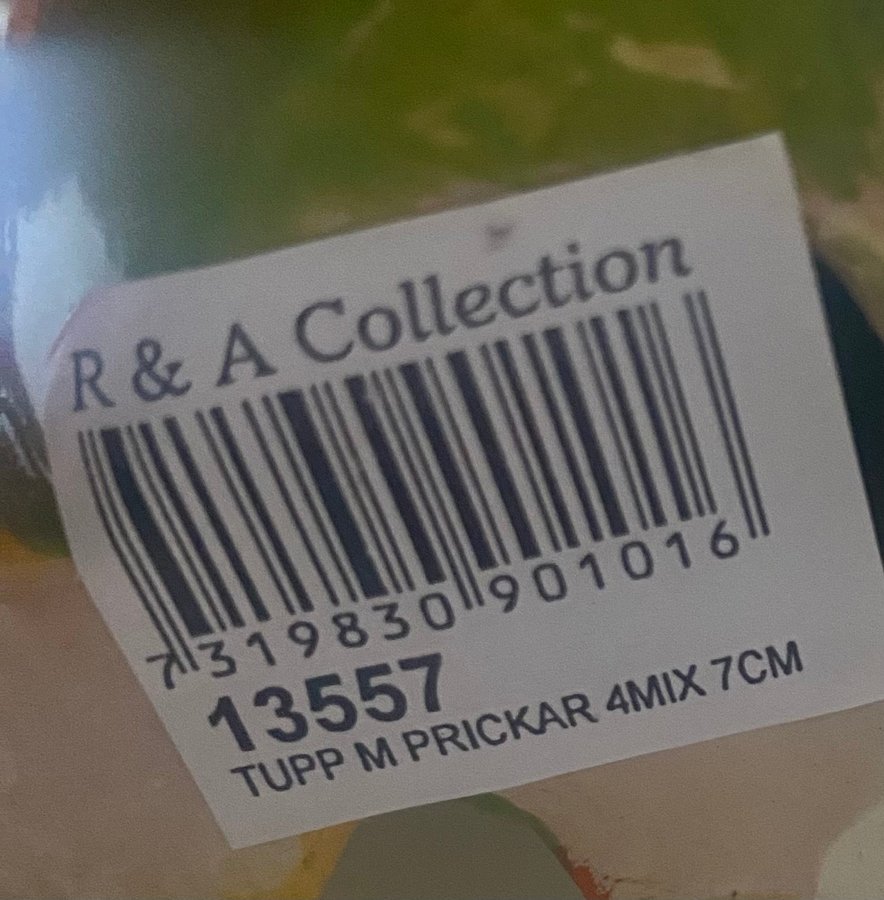 R & A Collection
7 319830 901016
13557
TUPP M PRICKAR 4MIX 7CM